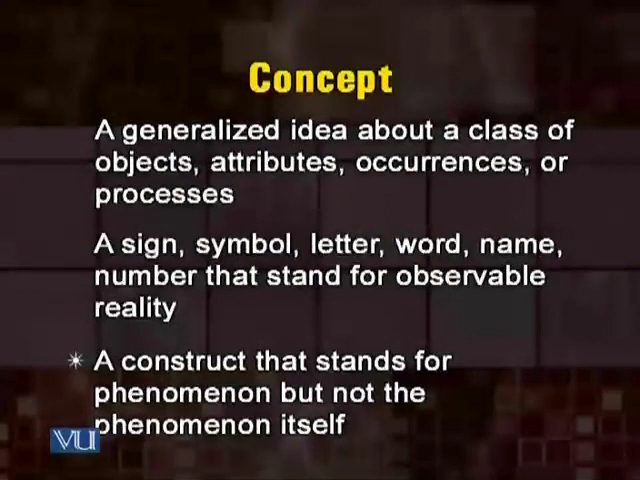 Concept
A generalized idea about a class of
objects, attributes, occurrences, or
processes
A sign, symbol, letter, word, name,
number that stand for observable
reality
A construct that stands for
phenomenon but not the
phenomenon itself
VU